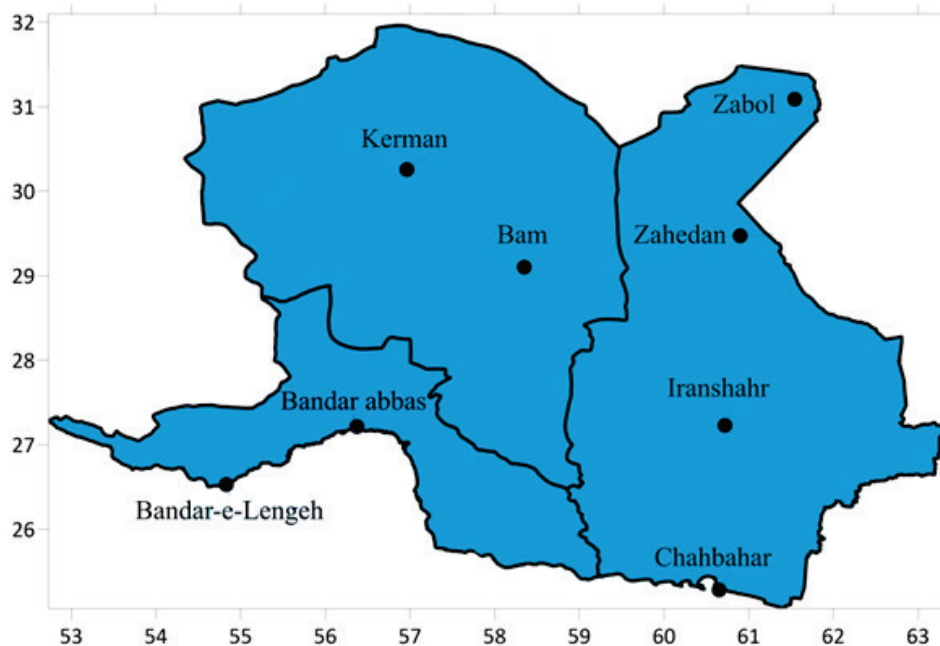 32
31
30
29
28
27
26
Zabol
Kerman
Zahedan
Bam
Iranshahr
Bandar abbas
Bandar-e-Lengeh
Chahbahar
53 54 55 56 57 58 59 60 61 62 63